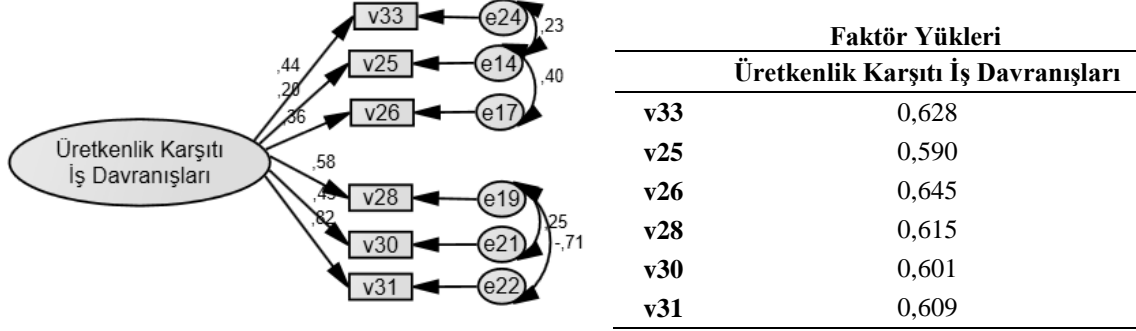 v33
e24
,23
,44
v25
e14
,40
,20
,36
v26
e17
Üretkenlik Karşıtı
İş Davranışları
,58
v28
e19
,25
,45
-,71
,82
v30
e21
v31
e22
Faktör Yükleri
Üretkenlik Karşıtı İş Davranışları
v33 0,628
v25 0,590
v26 0,645
v28 0,615
v30 0,601
v31 0,609